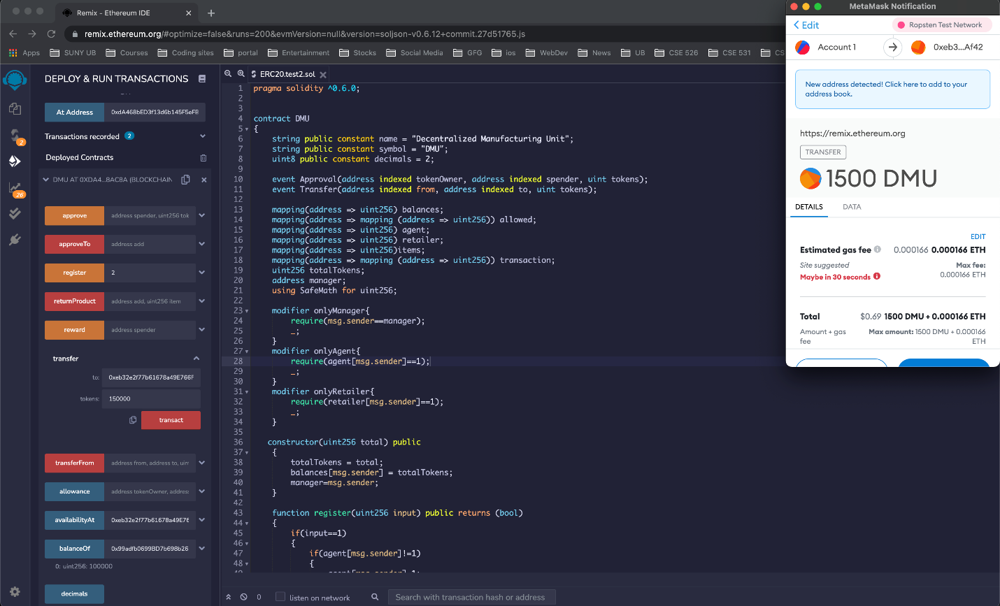 Remix - Ethereum IDE
remix.ethereum.org/#optimize=false&runs=200&evmVersion=null&version=soljson-v0.6.12+commit.27d51765.js
Apps SUNY UB Courses Coding sites portal Entertainment Stocks Social Media GFG ios WebDev News UB CSE 526 CSE 531 CS
DEPLOY & RUN TRANSACTIONS
At Address 0xdA468bED3f13d6b145F5eFB
Transactions recorded 2
Deployed Contracts
DMU AT 0XDA4...8AC8A (BLOCKCHAIN
approve address spender, uint256 tok
approveTo address add
register 2
returnProduct address add, uint256 item
reward address spender
transfer
to: 0xeb32e2f77b61678a49E766F
tokens: 150000
transact
transferFrom address from, address to, uin
allowance address tokenOwner, addres
availabilityAt 0xeb32e2f77b61678a49E76
balanceOf 0x99adfb0699BD7b698b26
0: uint256: 100000
decimals
2
26
ERC20.test2.sol
1 pragma solidity ^0.6.0;
2
3
4 contract DMU
5 {
6 string public constant name = "Decentralized Manufacturing Unit";
7 string public constant symbol = "DMU";
8 uint8 public constant decimals = 2;
9
10 event Approval(address indexed tokenOwner, address indexed spender, uint tokens);
11 event Transfer(address indexed from, address indexed to, uint tokens);
12
13 mapping(address => uint256) balances;
14 mapping(address => mapping (address => uint256)) allowed;
15 mapping(address => uint256) agent;
16 mapping(address => uint256) retailer;
17 mapping(address => uint256)items;
18 mapping(address => mapping (address => uint256)) transaction;
19 uint256 totalTokens;
20 address manager;
21 using SafeMath for uint256;
22
23 modifier onlyManager{
24 require(msg.sender==manager);
25 _;
26 }
27 modifier onlyAgent{
28 require(agent[msg.sender]==1);
29 _;
30 }
31 modifier onlyRetailer{
32 require(retailer[msg.sender]==1);
33 _;
34 }
35
36 constructor(uint256 total) public
37 {
38 totalTokens = total;
39 balances[msg.sender] = totalTokens;
40 manager=msg.sender;
41 }
42
43 function register(uint256 input) public returns (bool)
44 {
45 if(input==1)
46 {
47 if(agent[msg.sender]!=1)
48 {
0 listen on network Search with transaction hash or address
MetaMask Notification
Edit Ropsten Test Network
Account 1 0xeb3...Af42
New address detected! Click here to add to your
address book.
https://remix.ethereum.org
TRANSFER
1500 DMU
DETAILS DATA
EDIT
Estimated gas fee 0.000166 0.000166 ETH
Site suggested Max fee:
Maybe in 30 seconds 0.000166 ETH
Total $0.69 1500 DMU + 0.000166 ETH
Amount + gas Max amount: 1500 DMU + 0.000166
fee ETH